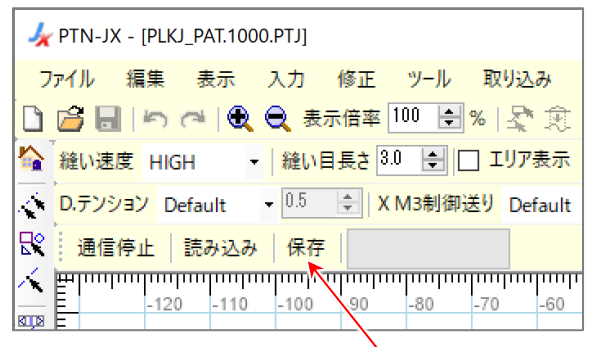 PTN-JX - [PLKJ_PAT.1000.PTJ]
ファイル 編集 表示 入力 修正 ツール 取り込み
表示倍率 100 %
縫い速度 HIGH 縫い目長さ 3.0 エリア表示
D.テンション Default 0.5 X M3制御送り Default
通信停止 読み込み 保存
-120 -110 -100 -90 -80 -70 -60